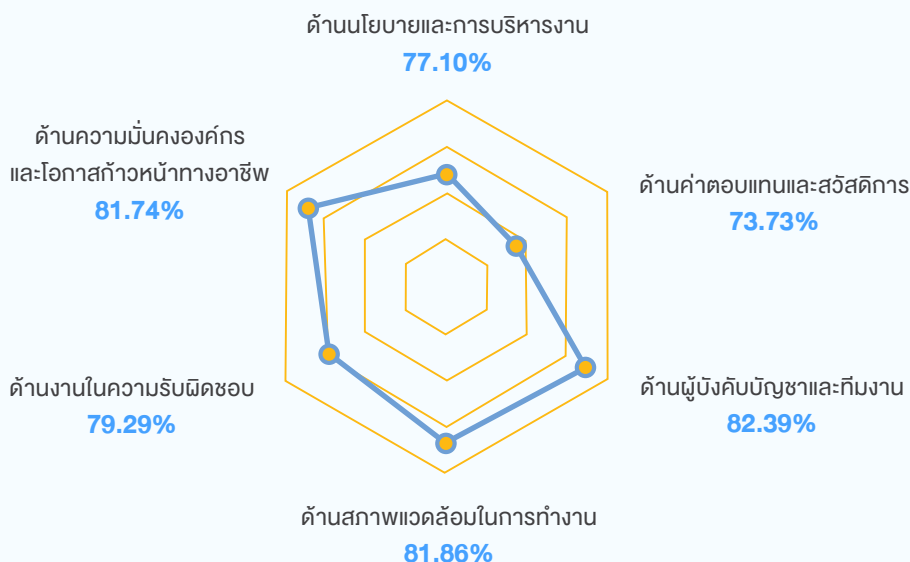 ด้านนโยบายและการบริหารงาน
77.10%
ด้านความมั่นคงองค์กร
และโอกาสก้าวหน้าทางอาชีพ
81.74%
ด้านค่าตอบแทนและสวัสดิการ
73.73%
ด้านงานในความรับผิดชอบ
79.29%
ด้านผู้บังคับบัญชาและทีมงาน
82.39%
ด้านสภาพแวดล้อมในการทำงาน
81.86%